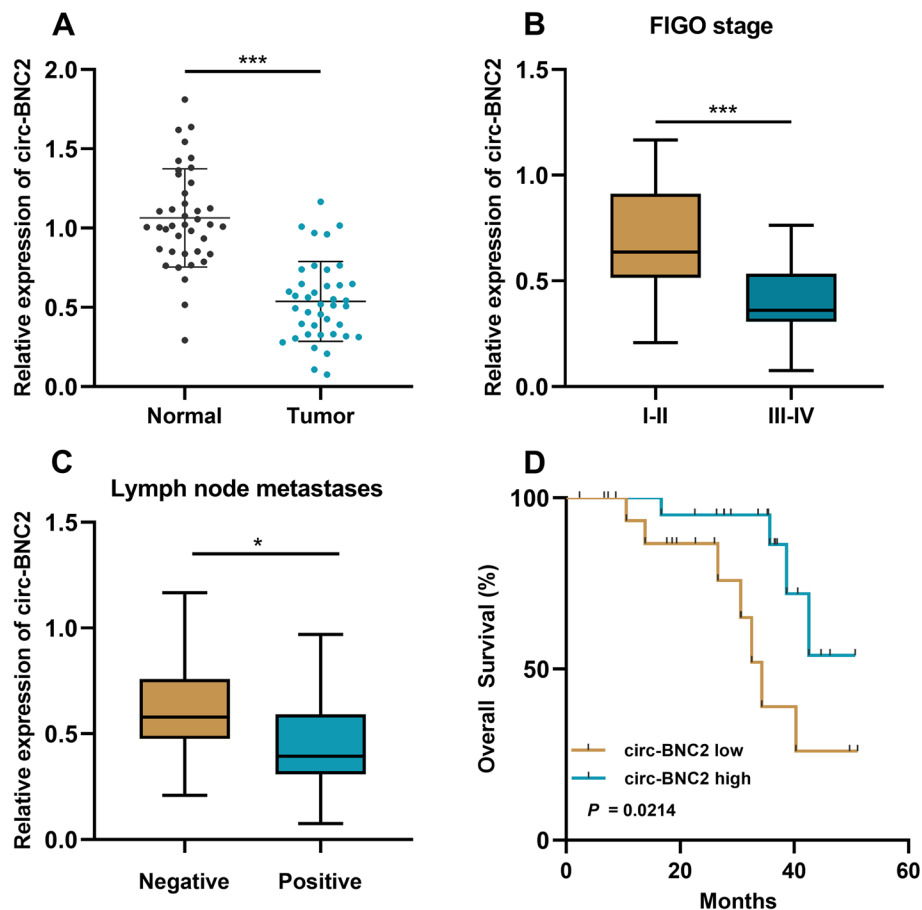 A
Relative expression of circ-BNC2
2.0
1.5
1.0
0.5
0.0
***
Normal
Tumor
B
FIGO stage
Relative expression of circ-BNC2
1.5
1.0
0.5
0.0
***
I-II
III-IV
C
Lymph node metastases
Relative expression of circ-BNC2
1.5
1.0
0.5
0.0
*
Negative
Positive
D
Overall Survival (%)
100
50
0
circ-BNC2 low
circ-BNC2 high
P = 0.0214
0
20
40
60
Months